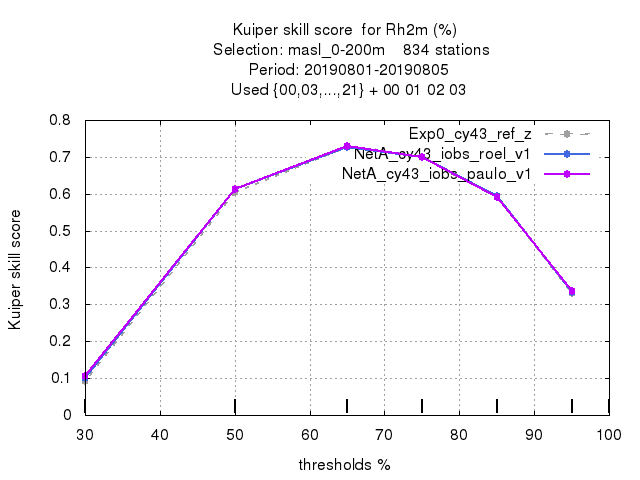 Kuiper skill score  for Rh2m (%)
Selection: masl_0-200m    834 stations
Period: 20190801-20190805
Used {00,03,...,21} + 00 01 02 03
Exp0_cy43_ref_z
NetA_cy43_iobs_roel_v1
NetA_cy43_iobs_paulo_v1
Kuiper skill score
0.8
0.7
0.6
0.5
0.4
0.3
0.2
0.1
0
30 40 50 60 70 80 90 100
thresholds %